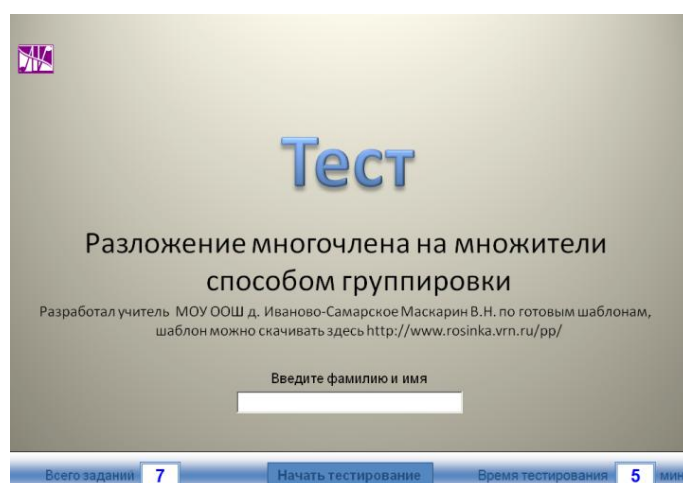 Тест
Разложение многочлена на множители
способом группировки
Разработал учитель МОУ ООШ д. Иваново-Самарское Маскарин В.Н. по готовым шаблонам,
шаблон можно скачивать здесь http://www.rosinka.vrn.ru/pp/
Введите фамилию и имя
Всего заданий 7 Начать тестирование Время тестирования 5 мин